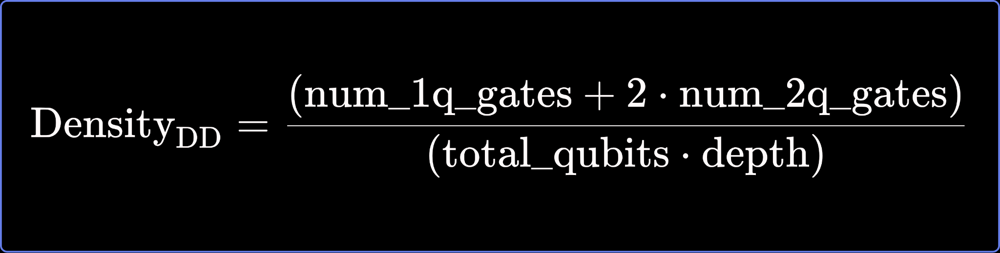 Density_DD = (num_1q_gates + 2 · num_2q_gates)
(total_qubits · depth)